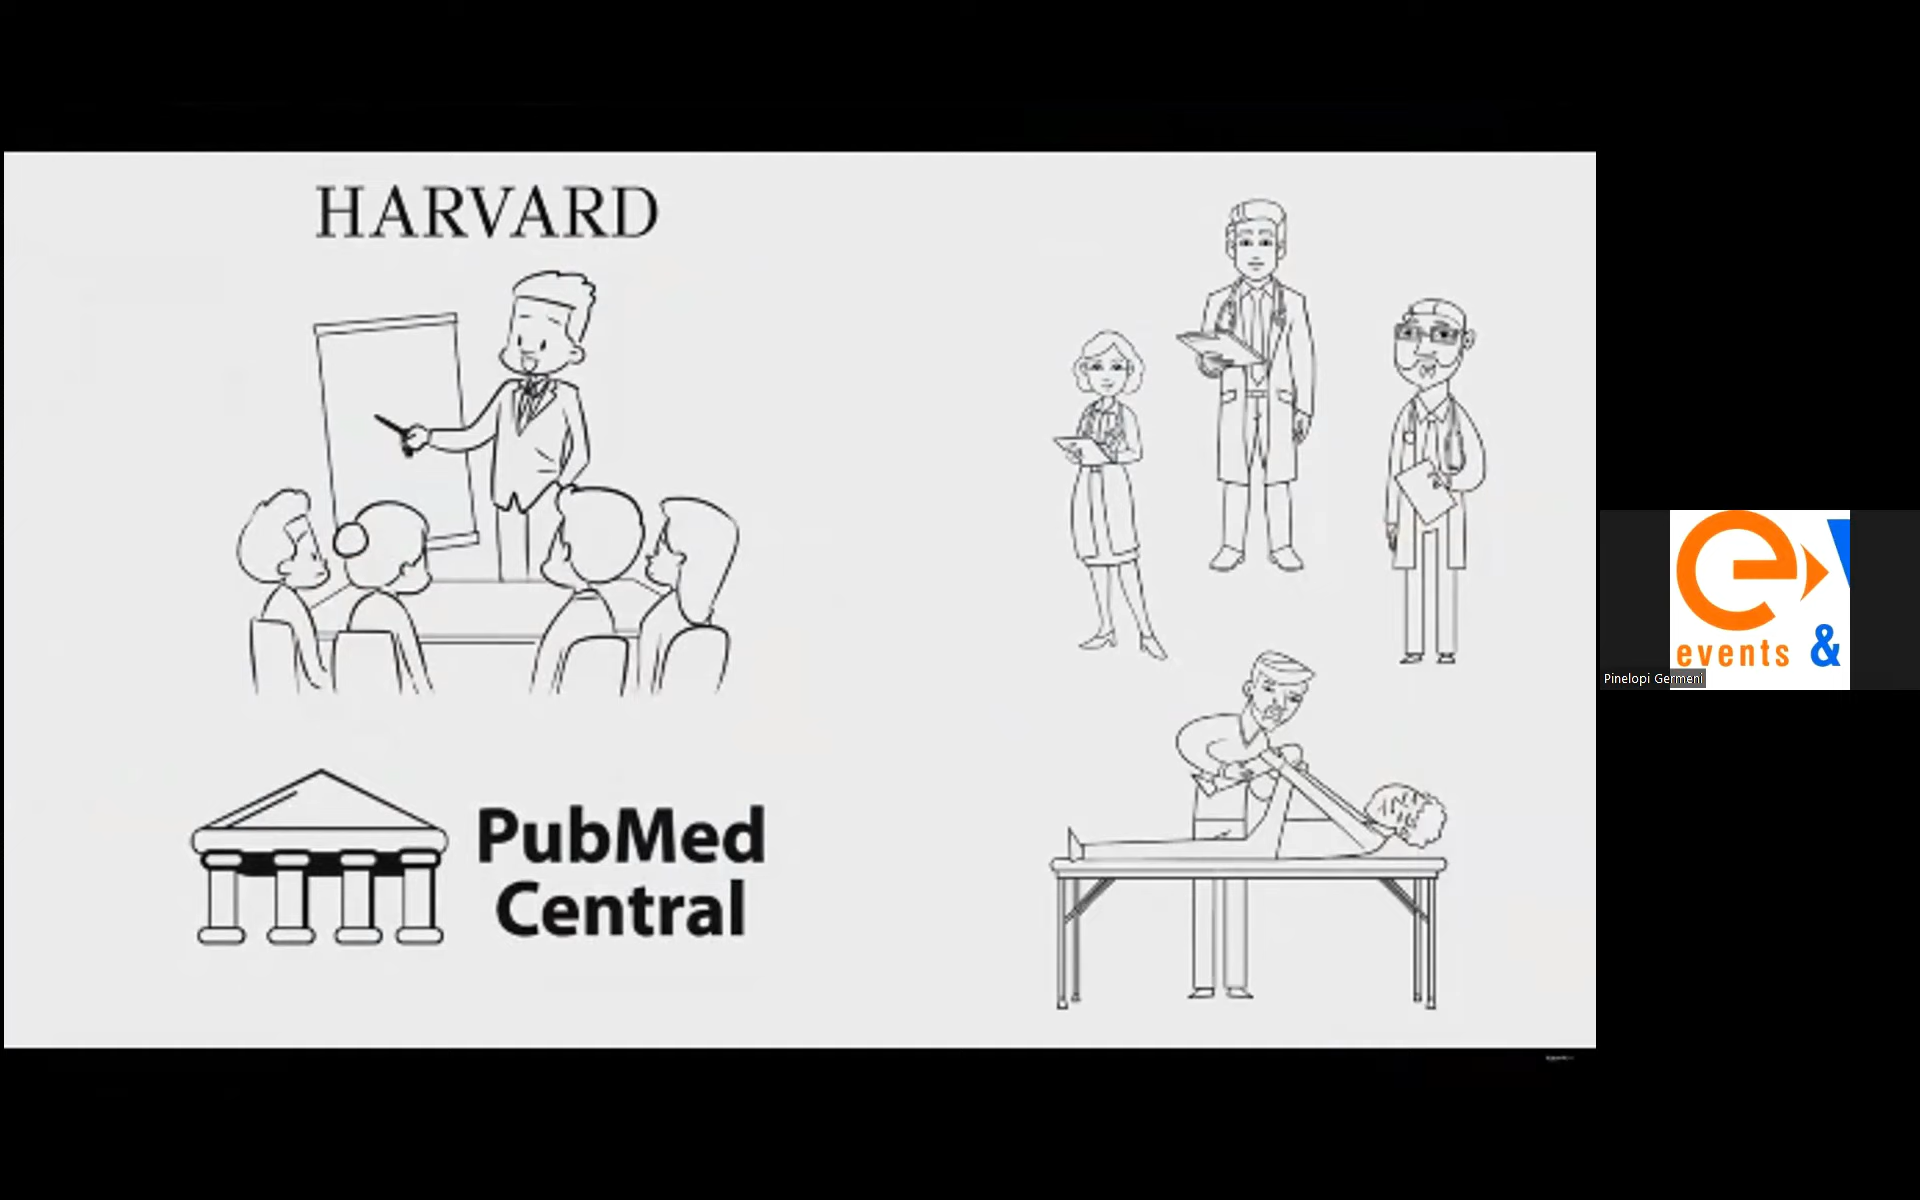 HARVARD
PubMed
Central
events &
Pinelopi Germeni